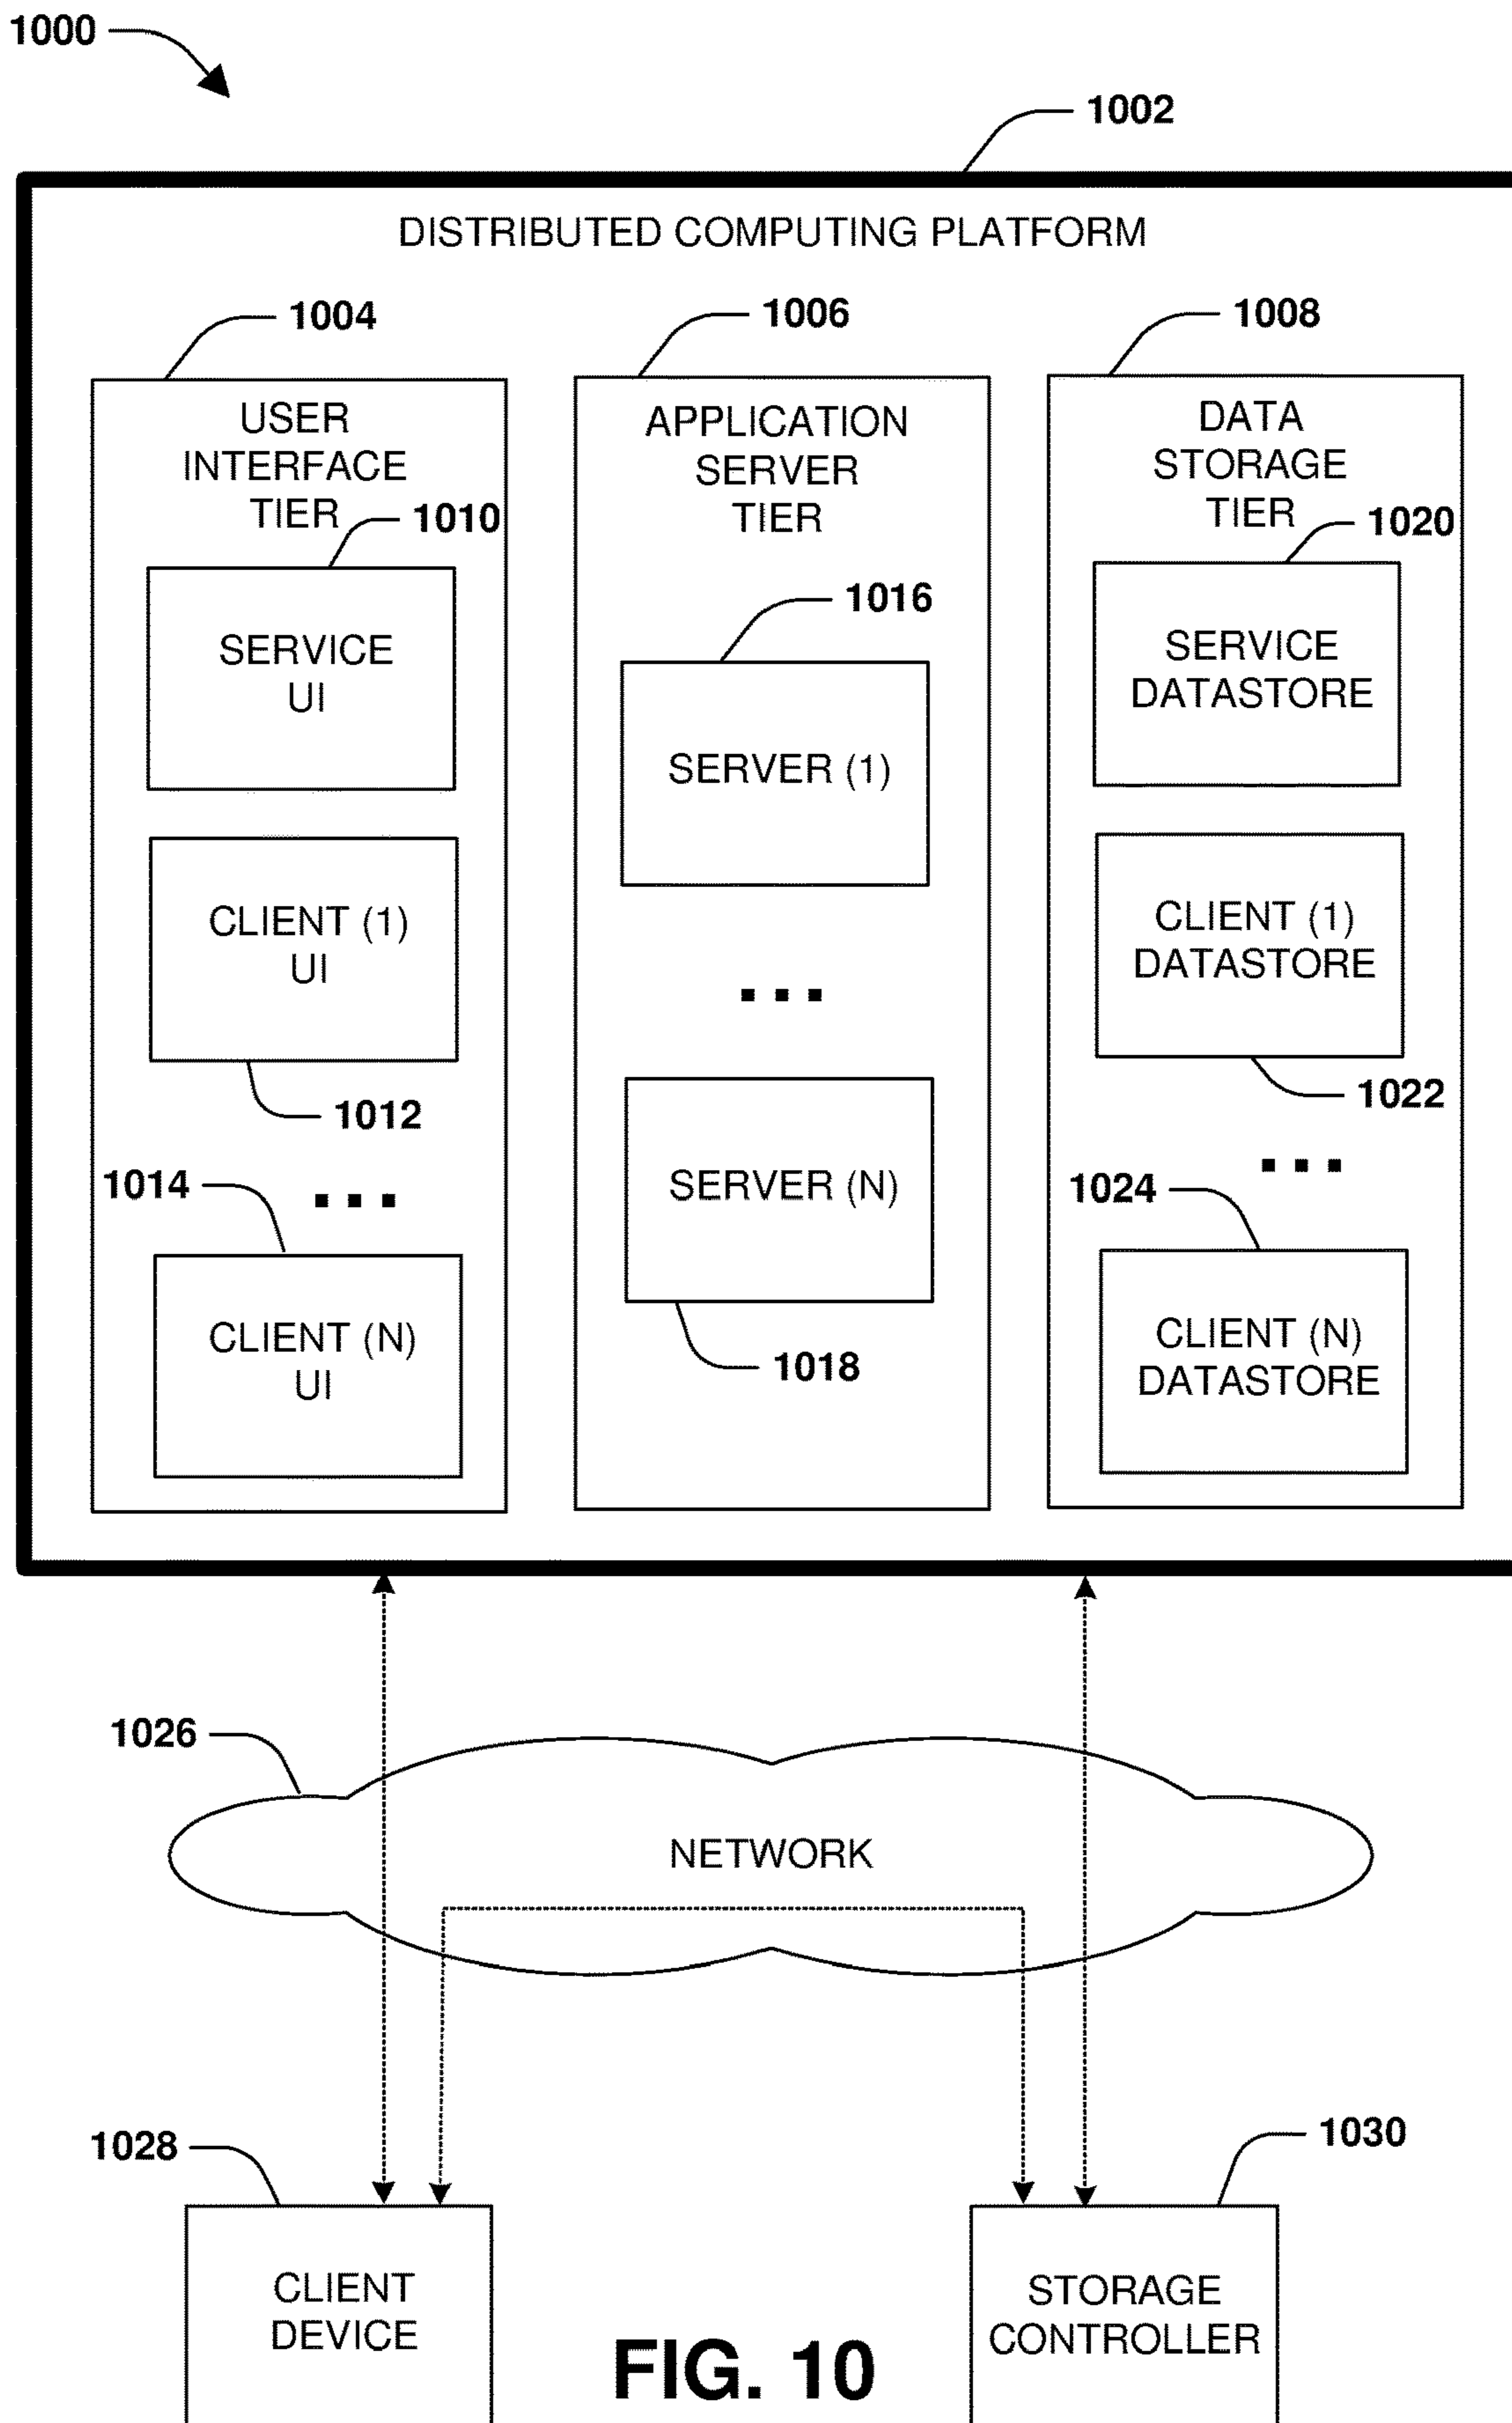 1000
1002
DISTRIBUTED COMPUTING PLATFORM
1004
USER
INTERFACE
TIER
1010
SERVICE
UI
CLIENT (1)
UI
1012
1014
...
CLIENT (N)
UI
1006
APPLICATION
SERVER
TIER
1016
SERVER (1)
...
SERVER (N)
1018
1008
DATA
STORAGE
TIER
1020
SERVICE
DATASTORE
CLIENT (1)
DATASTORE
1022
...
1024
CLIENT (N)
DATASTORE
1026
NETWORK
1028
CLIENT
DEVICE
1030
STORAGE
CONTROLLER
FIG. 10